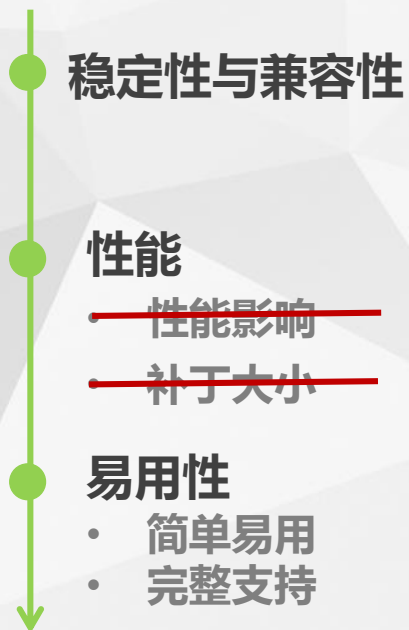 稳定性与兼容性
性能
• 性能影响
• 补丁大小
易用性
• 简单易用
• 完整支持